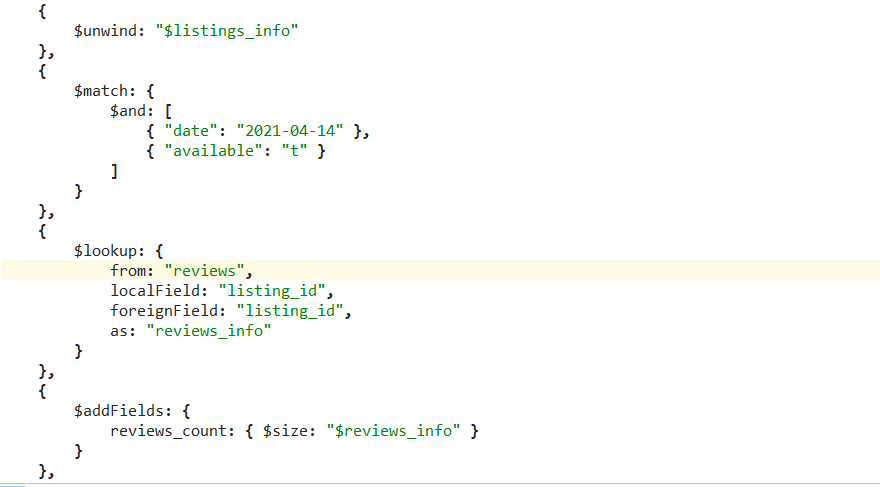 {
$unwind: "$listings_info"
},
{
$match: {
$and: [
{ "date": "2021-04-14" },
{ "available": "t" }
]
}
},
{
$lookup: {
from: "reviews",
localField: "listing_id",
foreignField: "listing_id",
as: "reviews_info"
}
},
{
$addFields: {
reviews_count: { $size: "$reviews_info" }
}
},